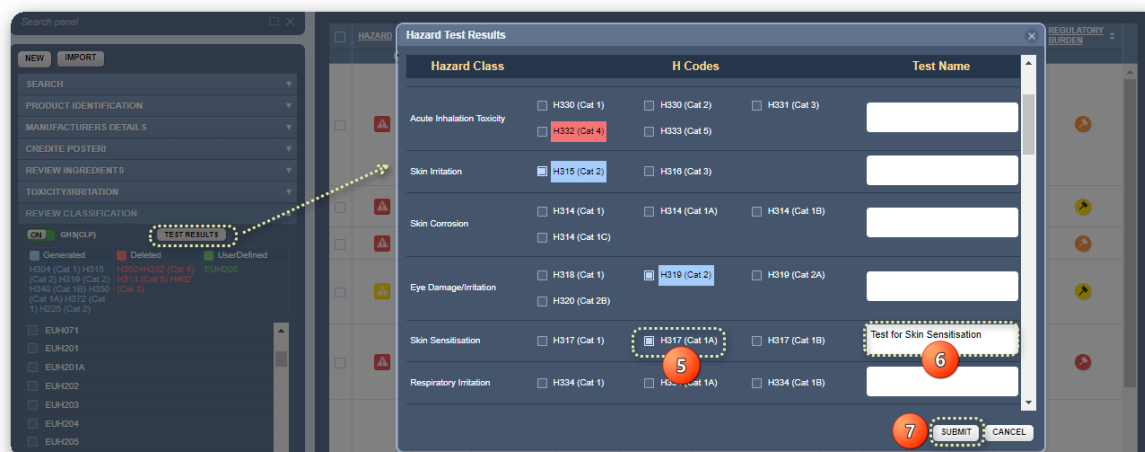 Search panel
NEW IMPORT
SEARCH
PRODUCT IDENTIFICATION
MANUFACTURERS DETAILS
CREDITE POSTERI
REVIEW INGREDIENTS
TOXICITY/IRRITATION
REVIEW CLASSIFICATION
ON GHS(CLP) TEST RESULTS
Generated Deleted UserDefined
H304 (Cat 1) H315 H302+H332 (Cat 4) EUH208
(Cat 2) H319 (Cat 2) H313 (Cat 5) H402
H340 (Cat 1B) H350 (Cat 3)
(Cat 1A) H372 (Cat
1) H225 (Cat 2)
EUH071
EUH201
EUH201A
EUH202
EUH203
EUH204
EUH205
HAZARD
REGULATORY
BURDEN
Hazard Test Results
Hazard Class H Codes Test Name
Acute Inhalation Toxicity
H330 (Cat 1) H330 (Cat 2) H331 (Cat 3)
H332 (Cat 4) H333 (Cat 5)
Skin Irritation H315 (Cat 2) H316 (Cat 3)
Skin Corrosion
H314 (Cat 1) H314 (Cat 1A) H314 (Cat 1B)
H314 (Cat 1C)
Eye Damage/Irritation
H318 (Cat 1) H319 (Cat 2) H319 (Cat 2A)
H320 (Cat 2B)
Skin Sensitisation H317 (Cat 1) H317 (Cat 1A) H317 (Cat 1B) Test for Skin Sensitisation
5 6
Respiratory Irritation H334 (Cat 1) 1A) H334 (Cat 1B)
7 SUBMIT CANCEL